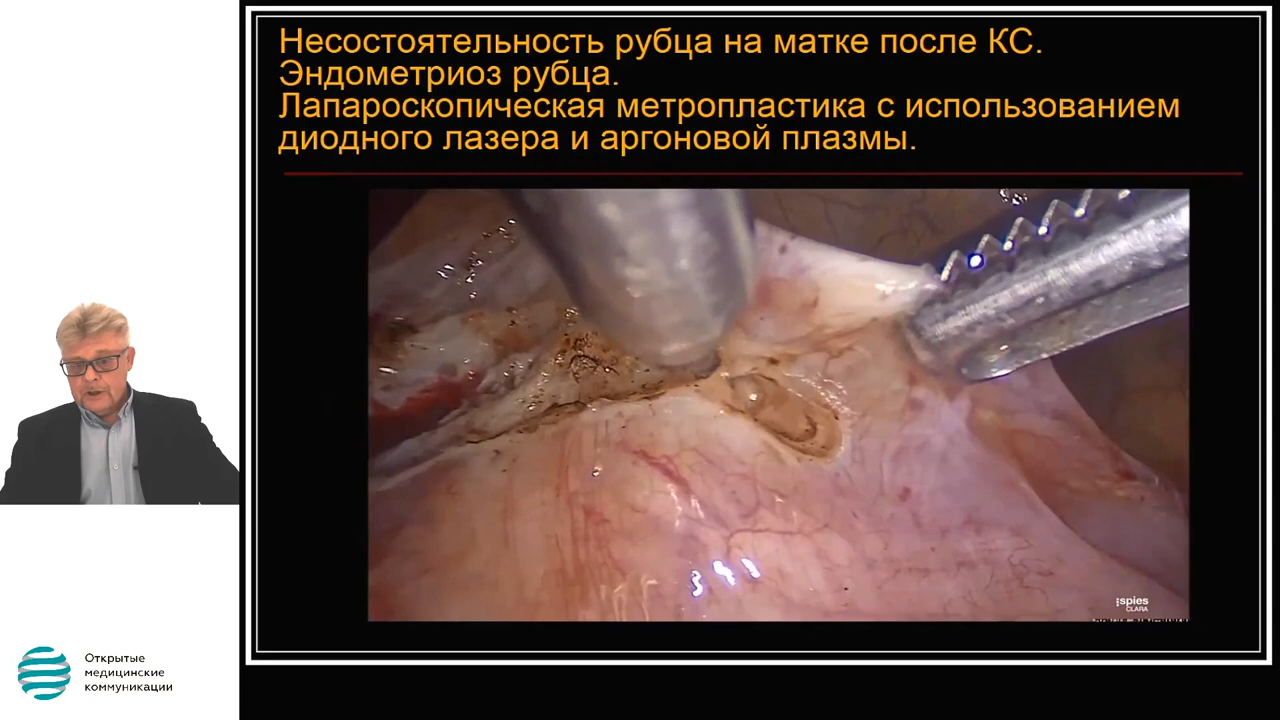 Несостоятельность рубца на матке после КС.
Эндометриоз рубца.
Лапароскопическая метропластика с использованием
диодного лазера и аргоновой плазмы.
spies
CLARA
Открытые
медицинские
коммуникации